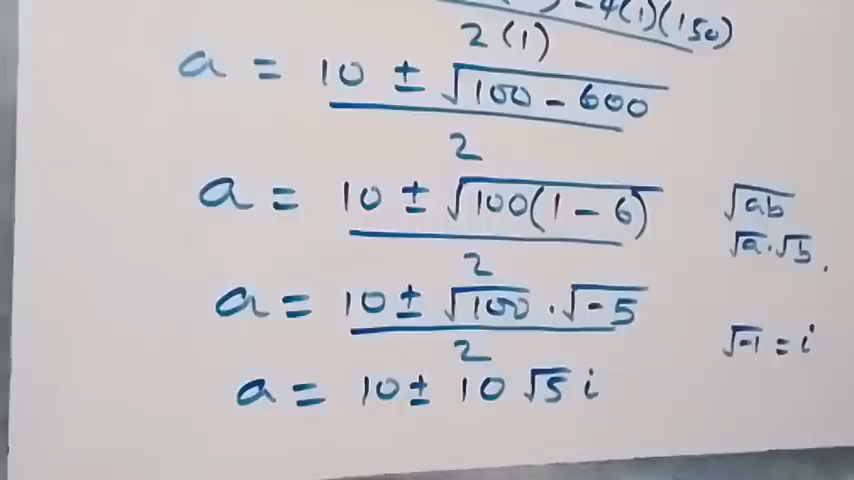 - 4(1)(150)
2(1)
a = 10 ± √100 - 600
2
a = 10 ± √100(1 - 6)
2
√ab
√a.√b.
a = 10 ± √100 . √-5
2
√-1 = i
a = 10 ± 10 √5 i